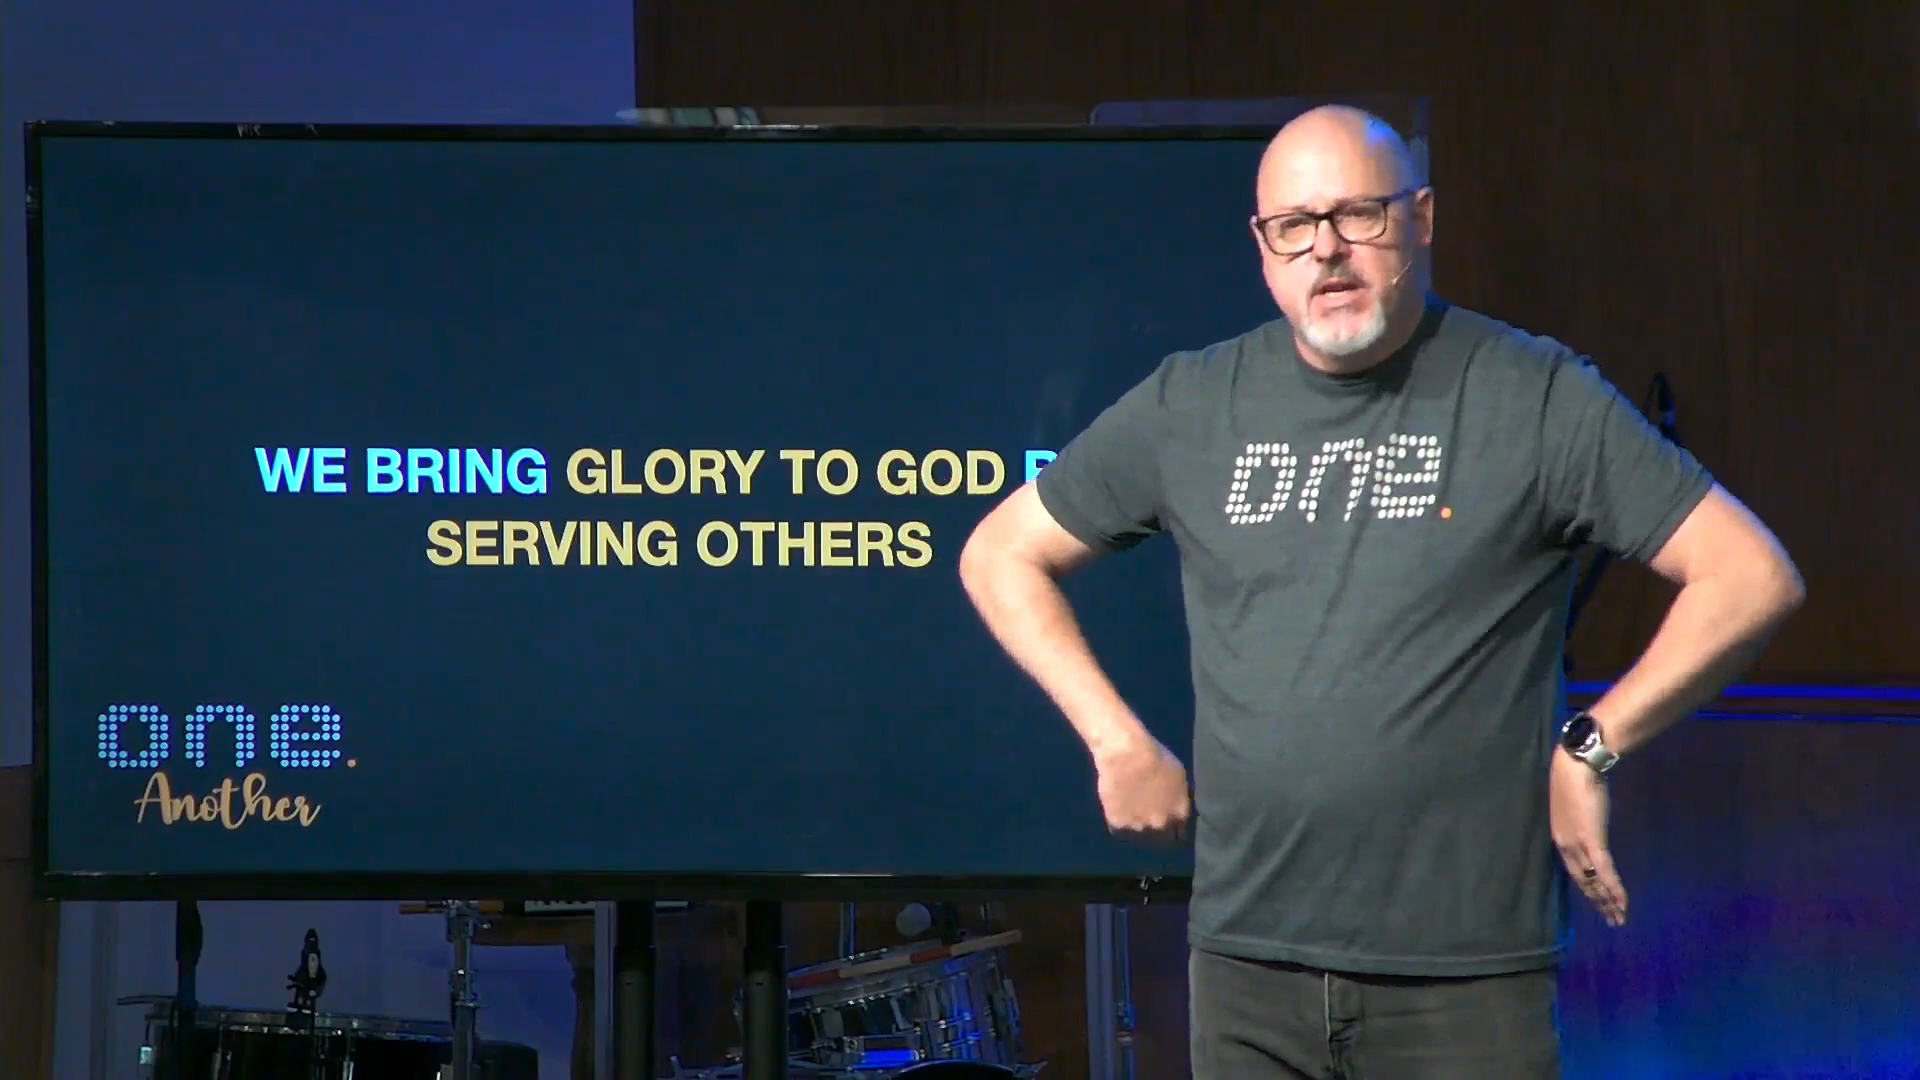 WE BRING GLORY TO GOD
SERVING OTHERS
one.
Another
one.